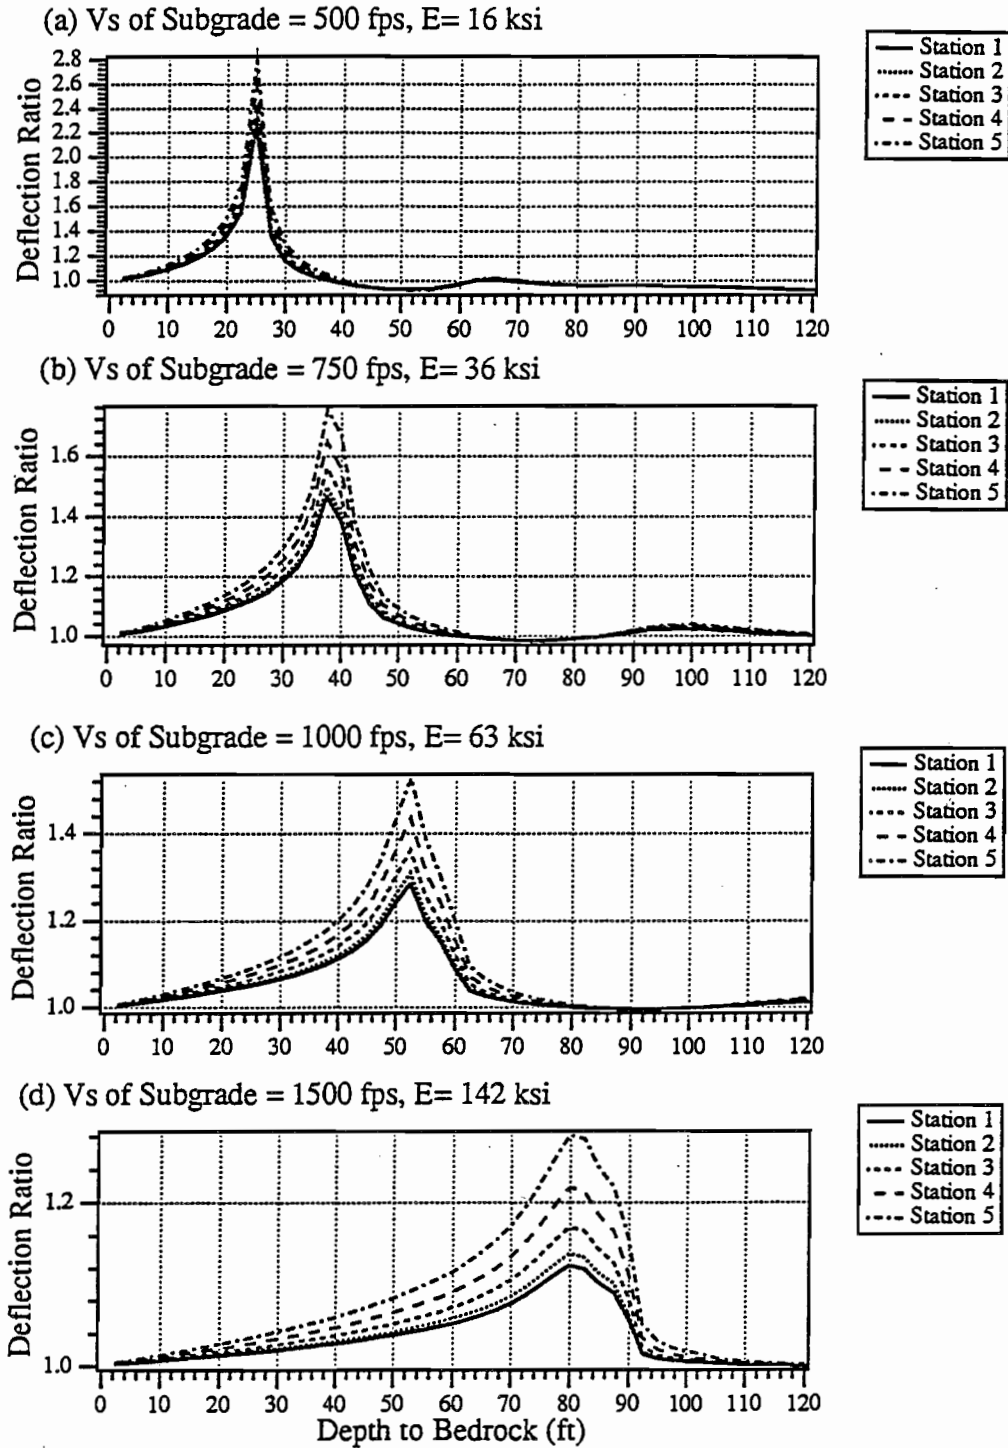 (a) Vs of Subgrade = 500 fps, E= 16 ksi
Deflection Ratio
2.8
2.6
2.4
2.2
2.0
1.8
1.6
1.4
1.2
1.0
0 10 20 30 40 50 60 70 80 90 100 110 120
Station 1
Station 2
Station 3
Station 4
Station 5
(b) Vs of Subgrade = 750 fps, E= 36 ksi
Deflection Ratio
1.6
1.4
1.2
1.0
0 10 20 30 40 50 60 70 80 90 100 110 120
Station 1
Station 2
Station 3
Station 4
Station 5
(c) Vs of Subgrade = 1000 fps, E= 63 ksi
Deflection Ratio
1.4
1.2
1.0
0 10 20 30 40 50 60 70 80 90 100 110 120
Station 1
Station 2
Station 3
Station 4
Station 5
(d) Vs of Subgrade = 1500 fps, E= 142 ksi
Deflection Ratio
1.2
1.0
0 10 20 30 40 50 60 70 80 90 100 110 120
Depth to Bedrock (ft)
Station 1
Station 2
Station 3
Station 4
Station 5